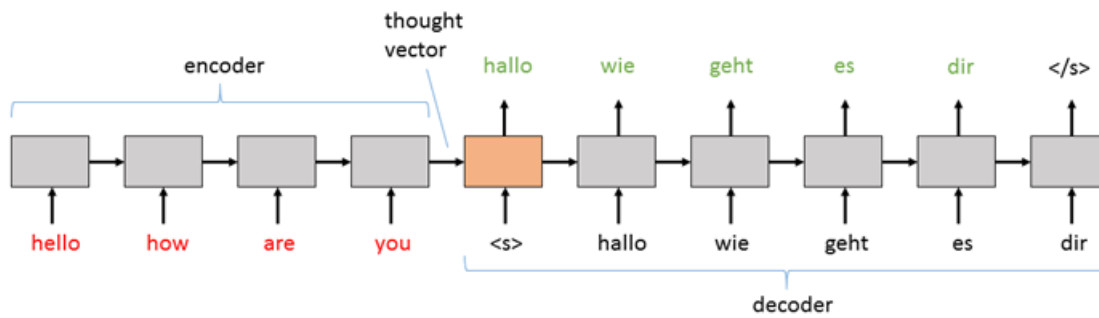 thought
vector
encoder
hallo wie geht es dir </s>
hello how are you <s> hallo wie geht es dir
decoder